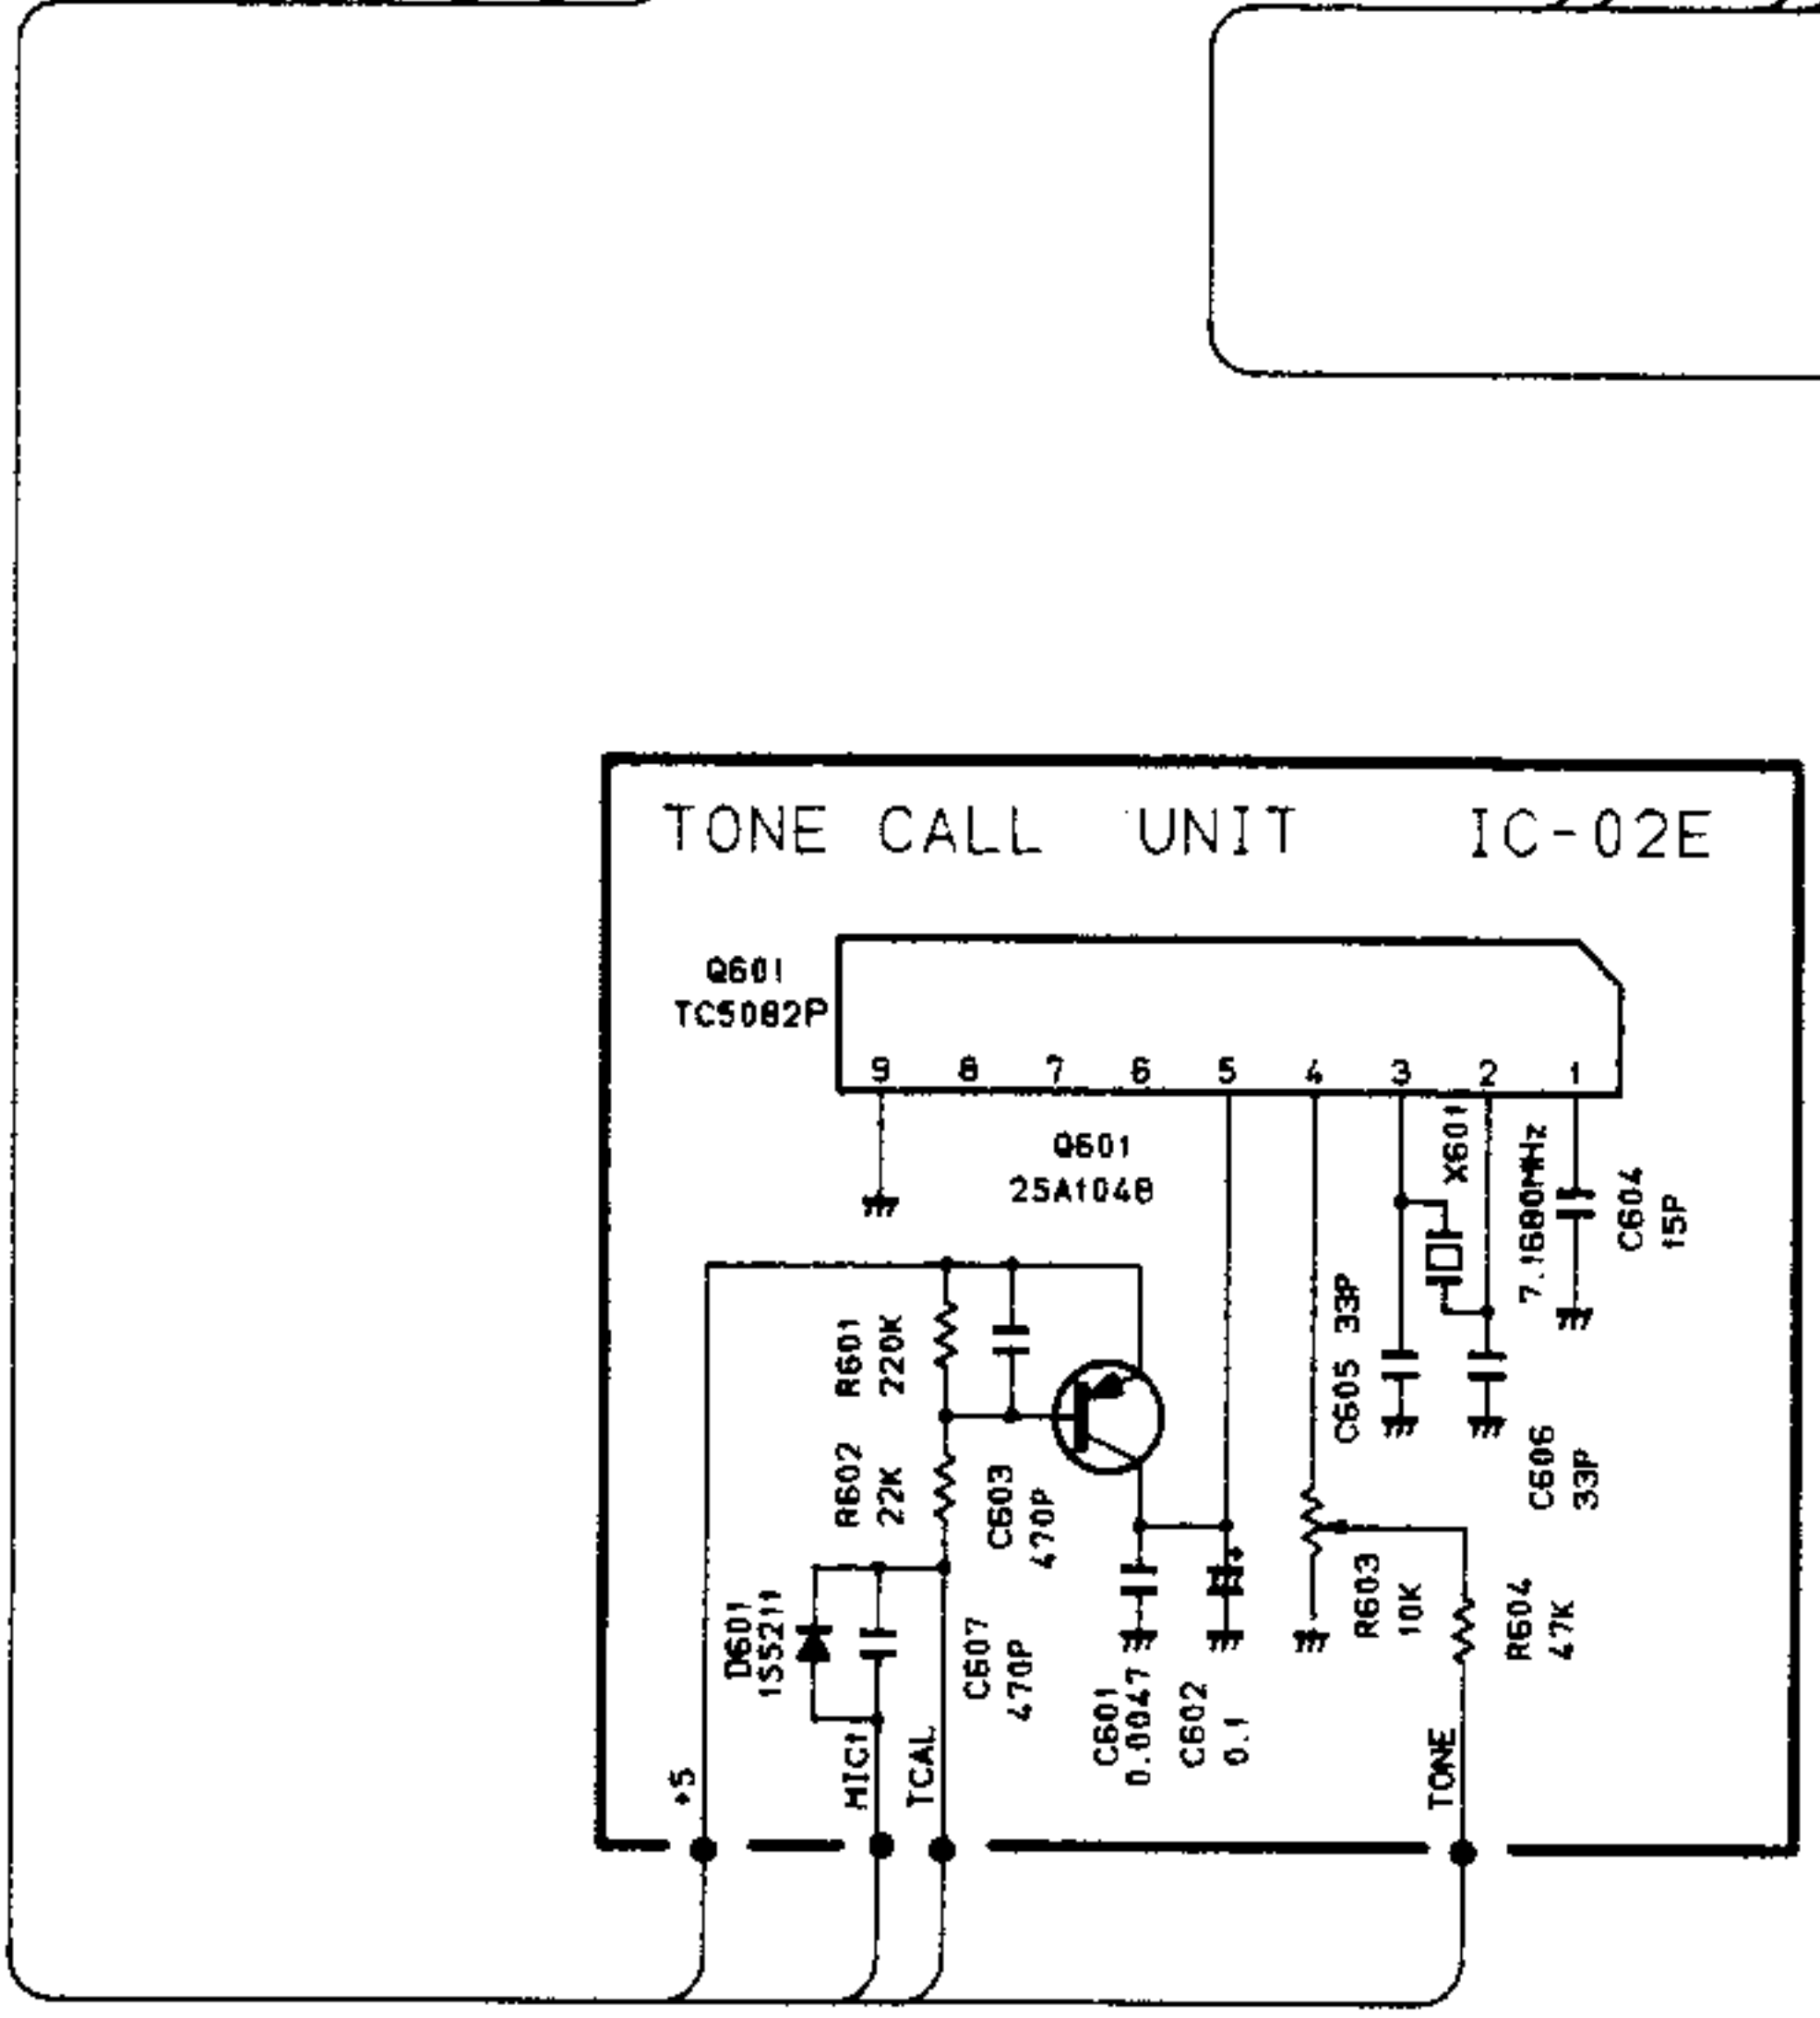 TONE CALL UNIT IC-02E
Q601
TC5082P
9 8 7 6 5 4 3 2 1
Q601
2SA1048
X601
7.1680MHz
C604
15P
R601
220K
C605 33P
R602
22K
C603
470P
C606
33P
D601
1SS211
C607
470P
C601
0.0047
C602
0.1
R603
10K
R604
47K
+5
MIC1
TCAL
TONE